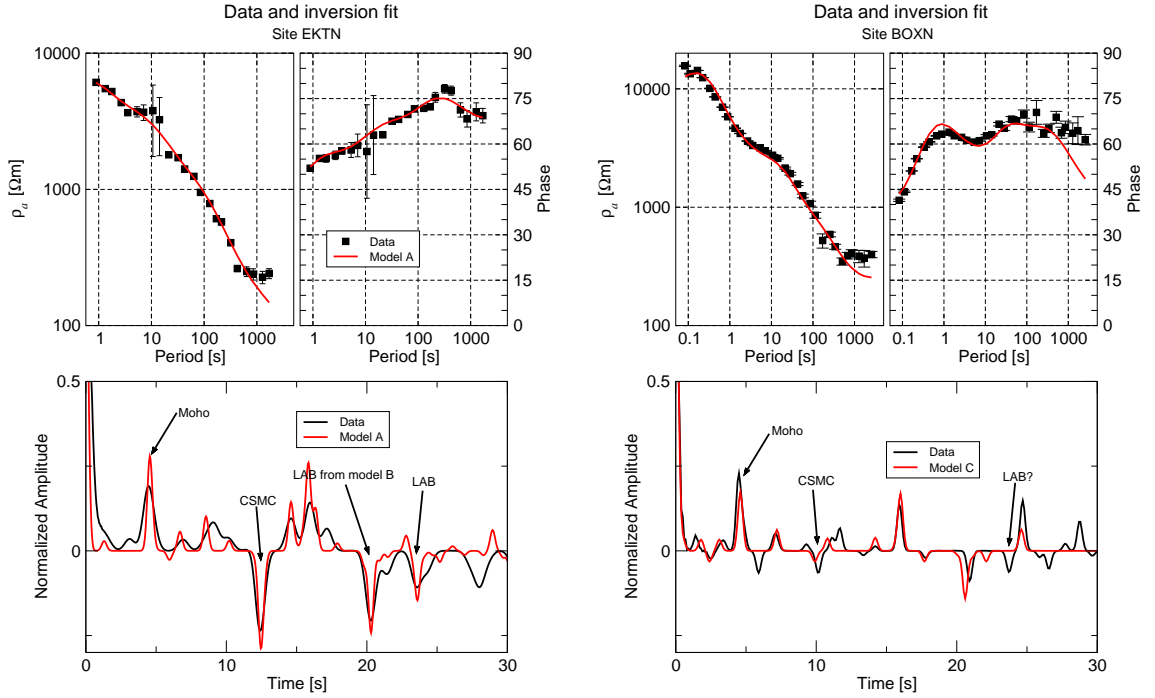 Data and inversion fit
Site EKTN
10000
1000
100
ρa [Ωm]
1
10
100
1000
Period [s]
1
10
100
1000
Period [s]
90
75
60
45
30
15
0
Phase
Data
Model A
Data and inversion fit
Site BOXN
10000
1000
ρa [Ωm]
0.1
1
10
100
1000
Period [s]
0.1
1
10
100
1000
Period [s]
90
75
60
45
30
15
0
Phase
0.5
0
Normalized Amplitude
0
10
20
30
Time [s]
Moho
Data
Model A
CSMC
LAB from model B
LAB
0.5
0
Normalized Amplitude
0
10
20
30
Time [s]
Moho
Data
Model C
CSMC
LAB?